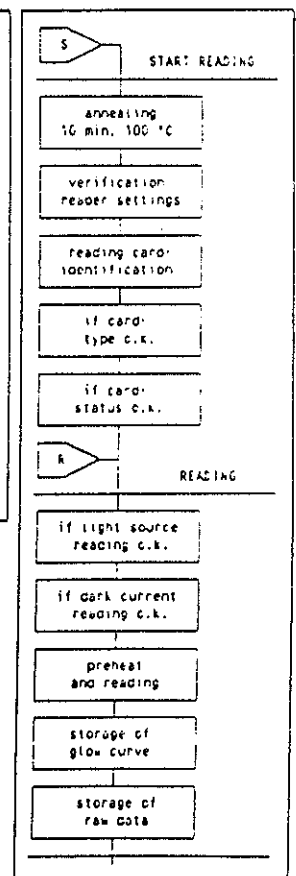 S
START READING
annealing
10 min. 100 °C
verification
reader settings
reading card-
identification
if card-
type o.k.
if card-
status o.k.
R
READING
if light source
reading o.k.
if dark current
reading o.k.
preheat
and reading
storage of
glow curve
storage of
raw data